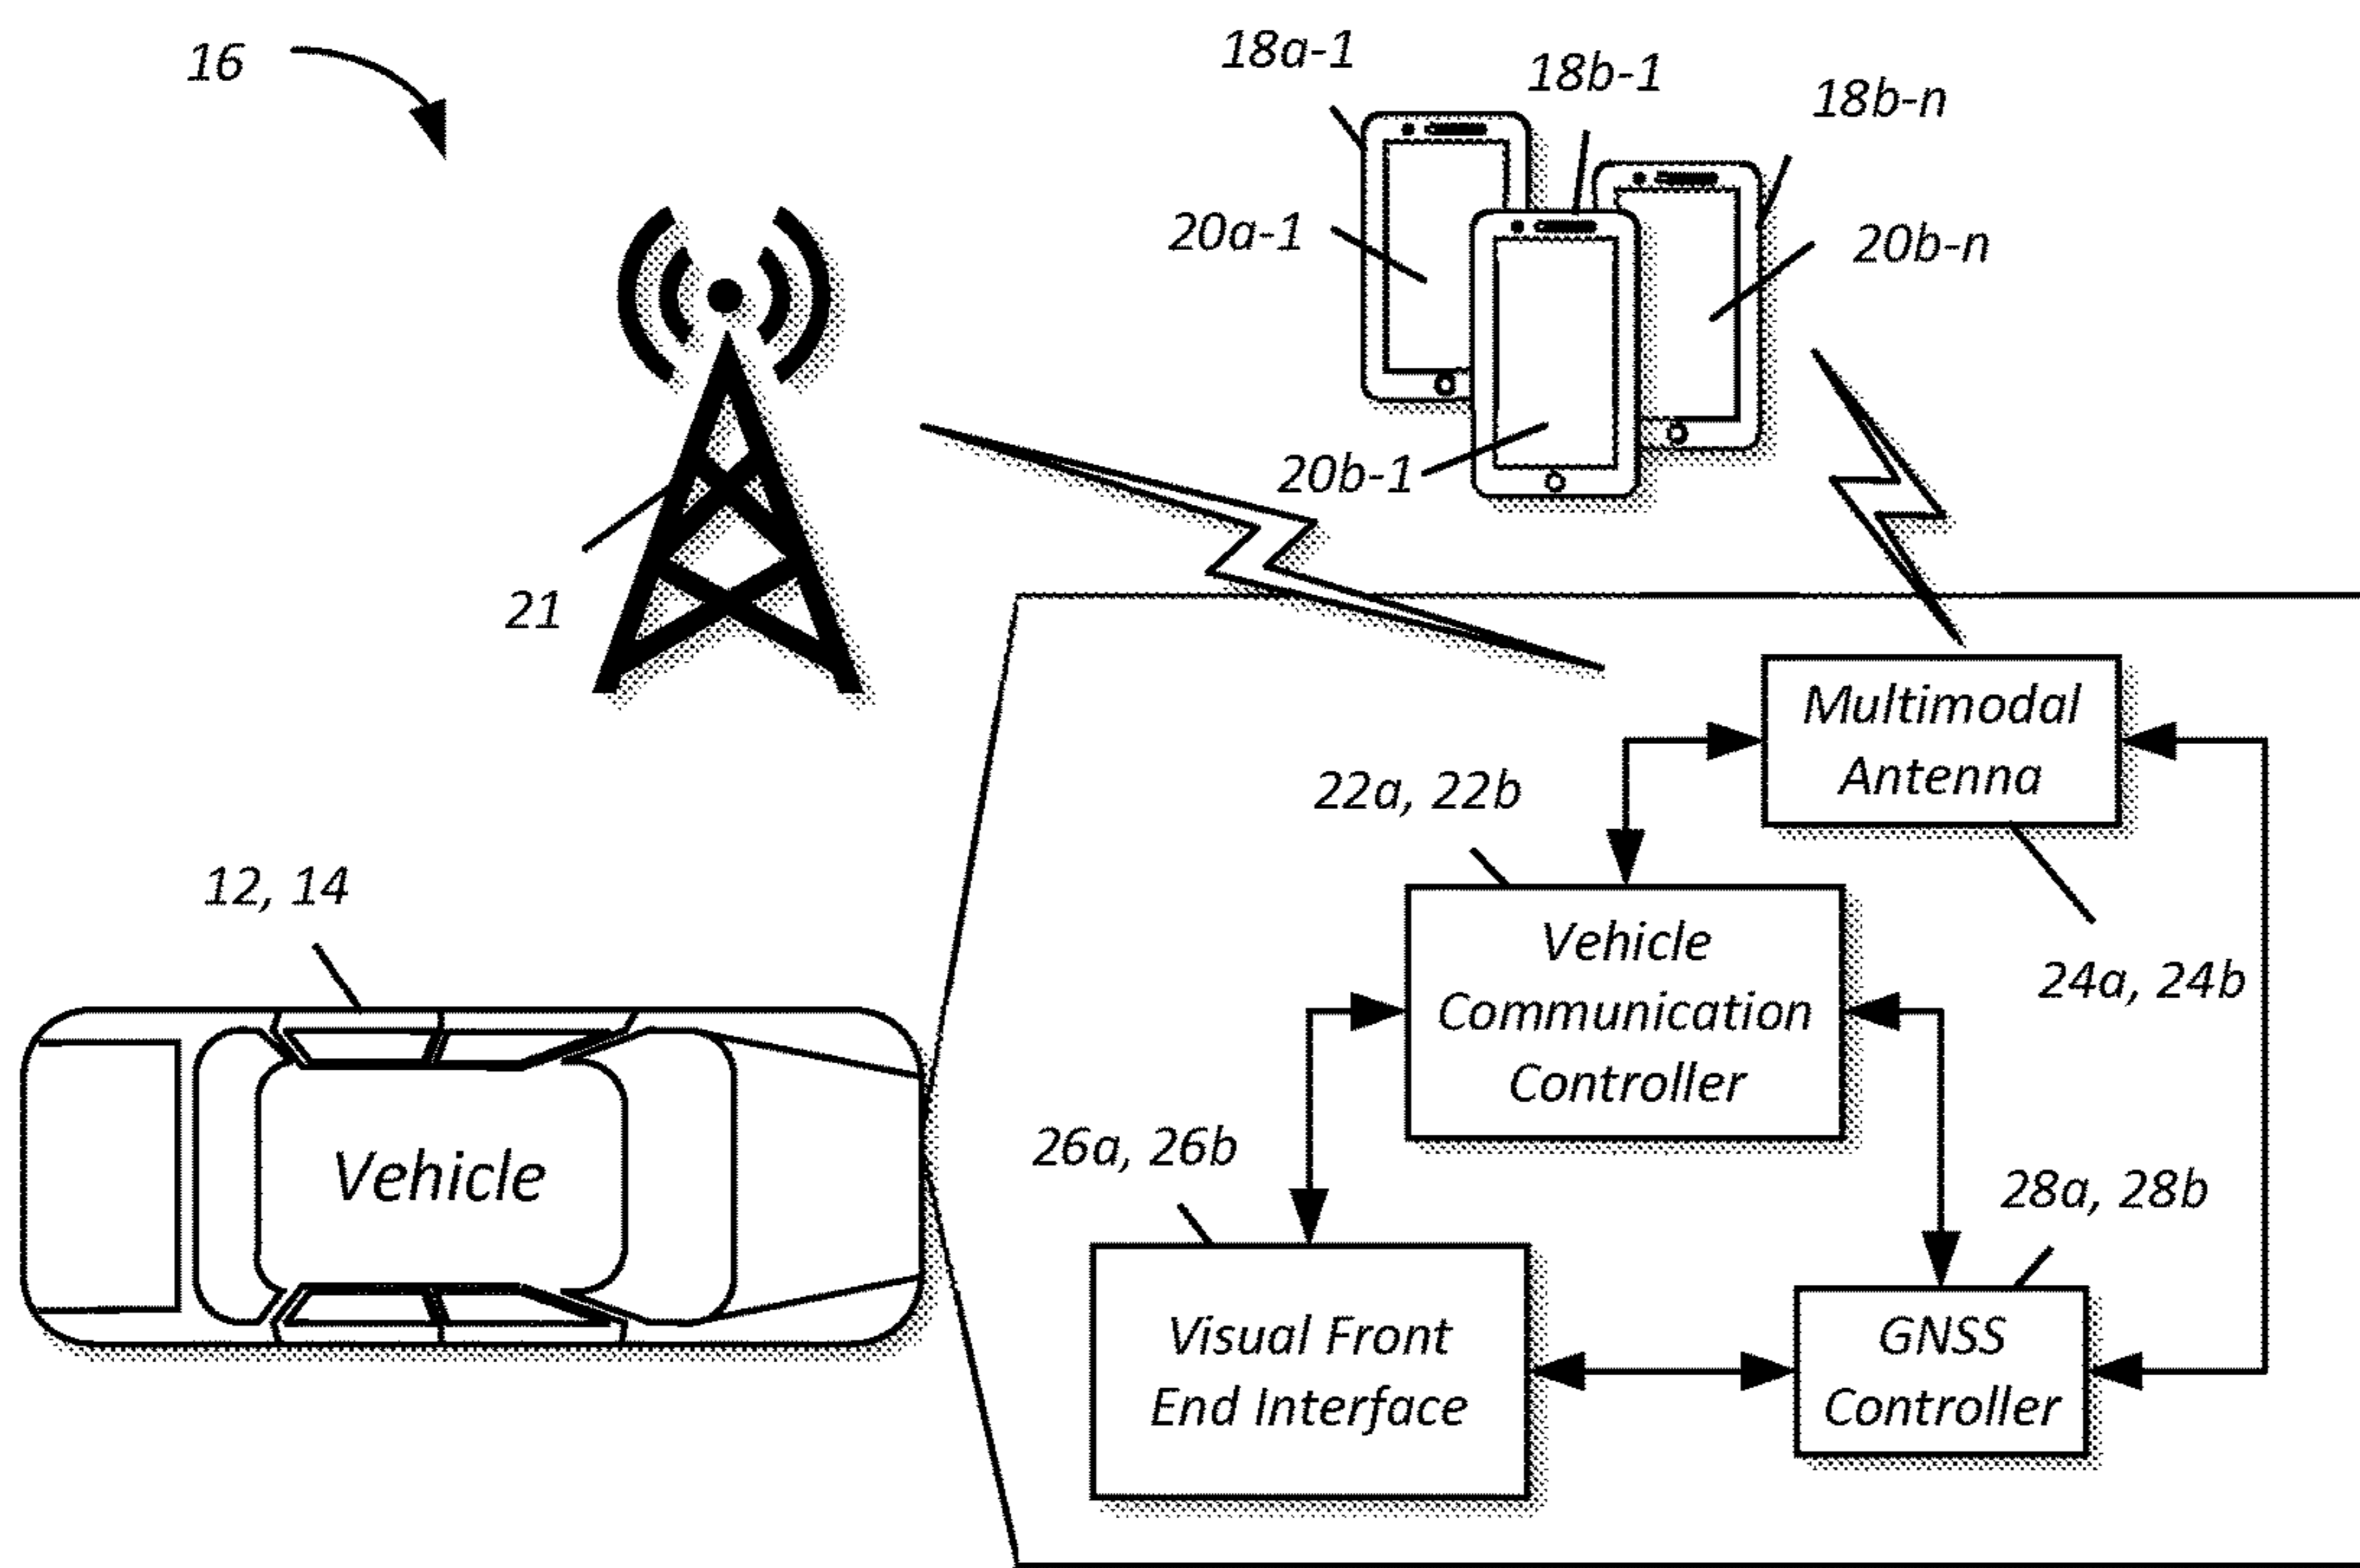 16
18a-1
18b-1
18b-n
20a-1
20b-n
20b-1
21
Multimodal
Antenna
22a, 22b
12, 14
Vehicle
Communication
Controller
24a, 24b
26a, 26b
Vehicle
28a, 28b
Visual Front
End Interface
GNSS
Controller